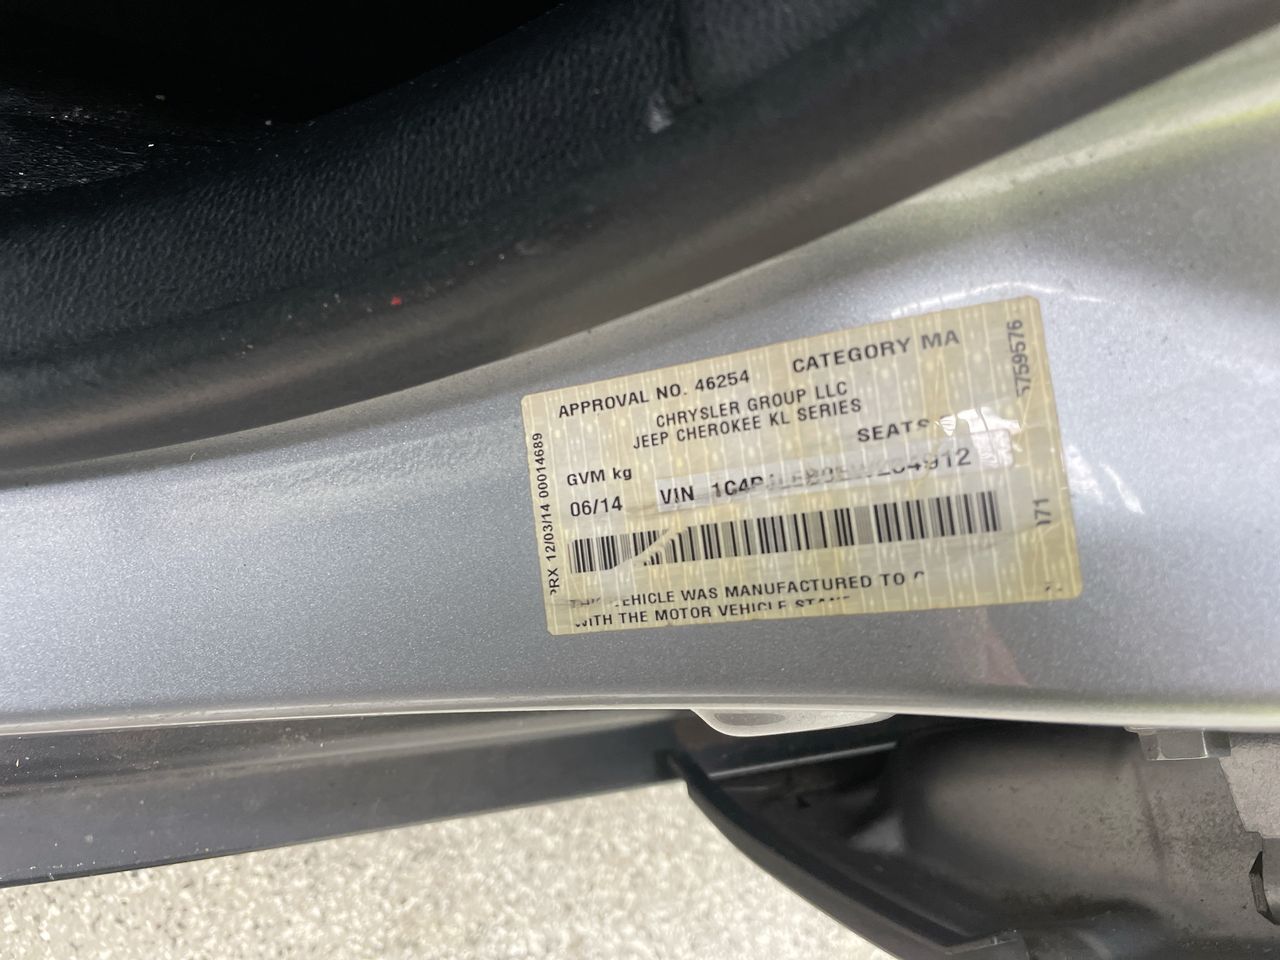 APPROVAL NO. 46254 CATEGORY MA
CHRYSLER GROUP LLC
JEEP CHEROKEE KL SERIES
SEATS
GVM kg
06/14 VIN
VEHICLE WAS MANUFACTURED TO
WITH THE MOTOR VEHICLE
PRX 12/03/14 00014689
5759576